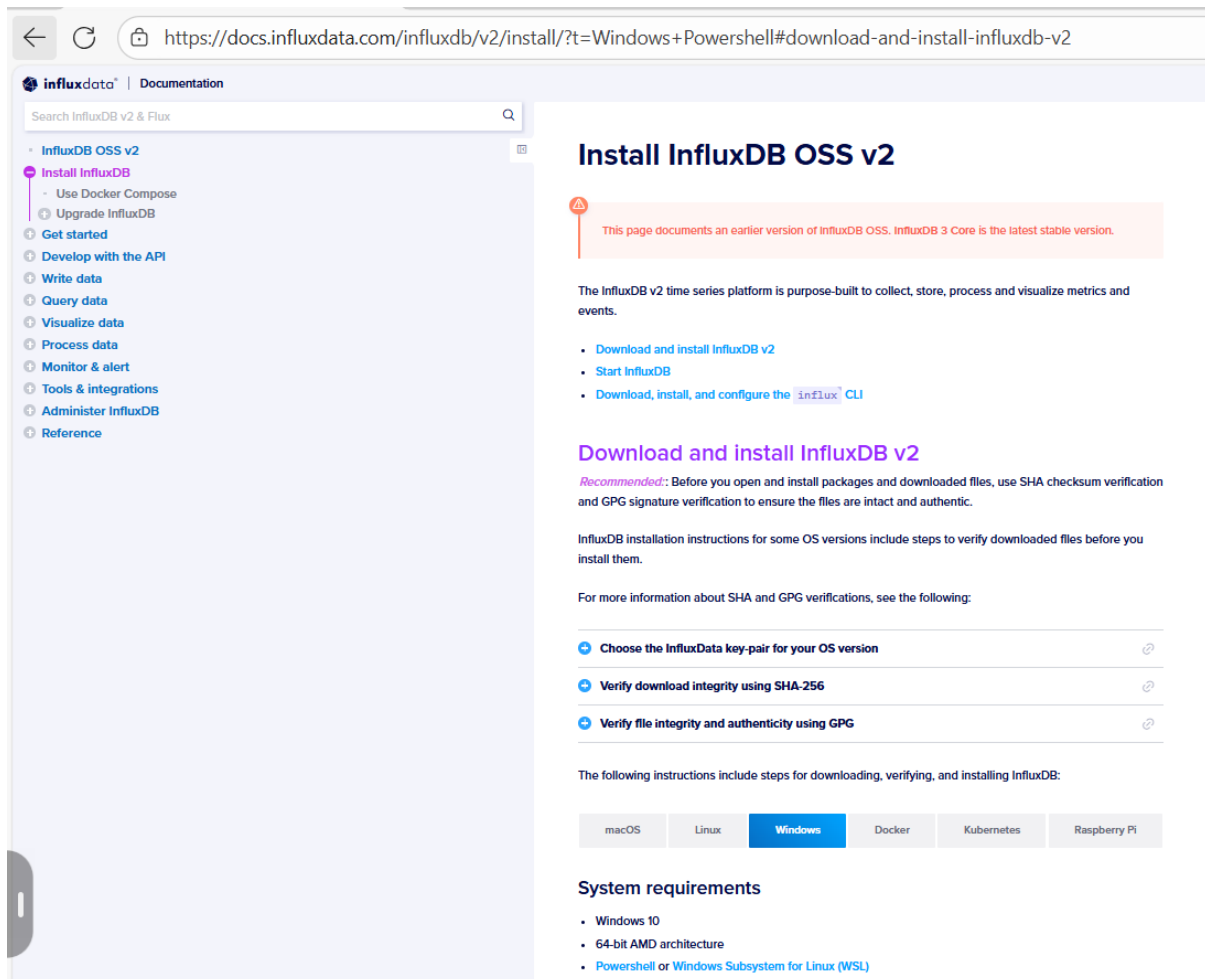 https://docs.influxdata.com/influxdb/v2/install/?t=Windows+Powershell#download-and-install-influxdb-v2
influxdata® | Documentation
Search InfluxDB v2 & Flux
InfluxDB OSS v2
Install InfluxDB
Use Docker Compose
Upgrade InfluxDB
Get started
Develop with the API
Write data
Query data
Visualize data
Process data
Monitor & alert
Tools & integrations
Administer InfluxDB
Reference
Install InfluxDB OSS v2
This page documents an earlier version of InfluxDB OSS. InfluxDB 3 Core is the latest stable version.
The InfluxDB v2 time series platform is purpose-built to collect, store, process and visualize metrics and
events.
• Download and install InfluxDB v2
• Start InfluxDB
• Download, install, and configure the influx CLI
Download and install InfluxDB v2
Recommended:: Before you open and install packages and downloaded files, use SHA checksum verification
and GPG signature verification to ensure the files are intact and authentic.
InfluxDB installation instructions for some OS versions include steps to verify downloaded files before you
install them.
For more information about SHA and GPG verifications, see the following:
Choose the InfluxData key-pair for your OS version
Verify download integrity using SHA-256
Verify file integrity and authenticity using GPG
The following instructions include steps for downloading, verifying, and installing InfluxDB:
macOS Linux Windows Docker Kubernetes Raspberry Pi
System requirements
• Windows 10
• 64-bit AMD architecture
• Powershell or Windows Subsystem for Linux (WSL)